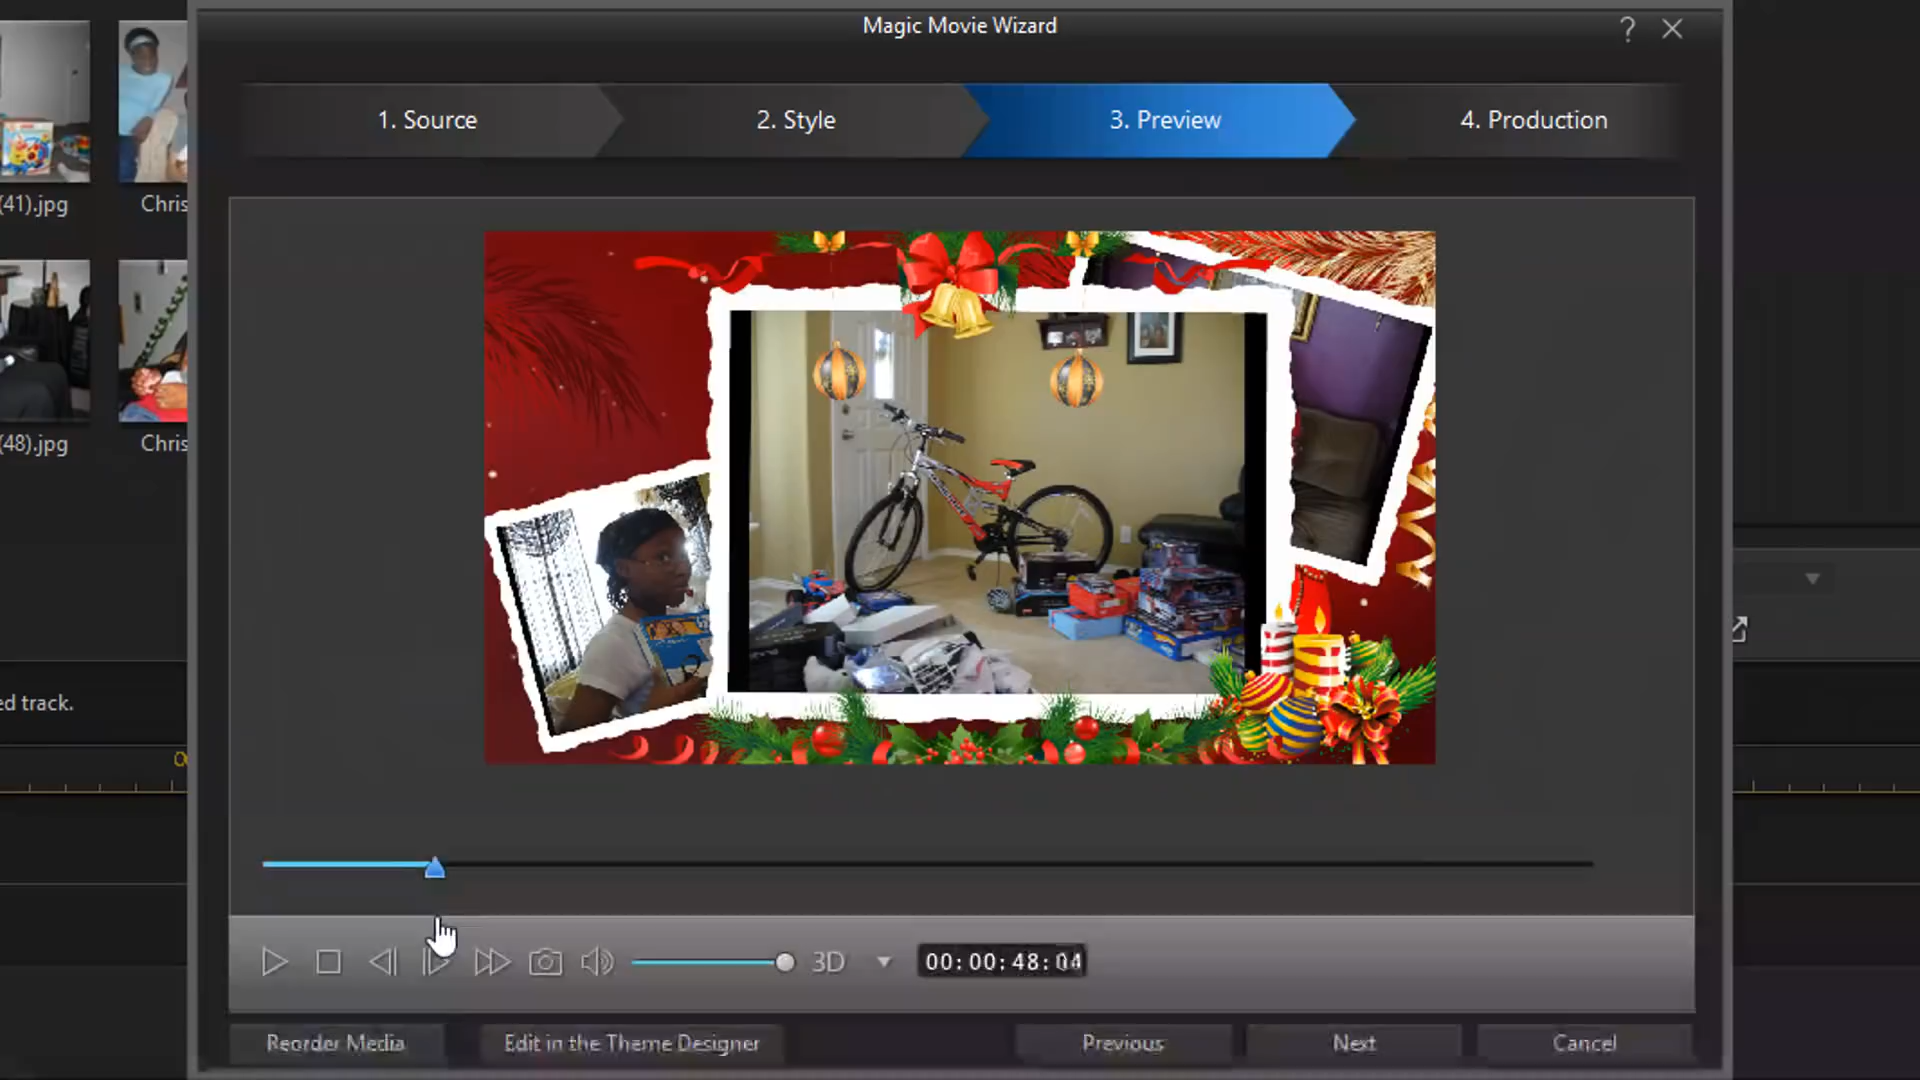 Magic Movie Wizard
?
1. Source
2. Style
3. Preview
4. Production
(41).jpg
Chris
(48).jpg
Chris
ed track.
3D
00:00:48:04
Reorder Media
Edit in the Theme Designer
Previous
Next
Cancel